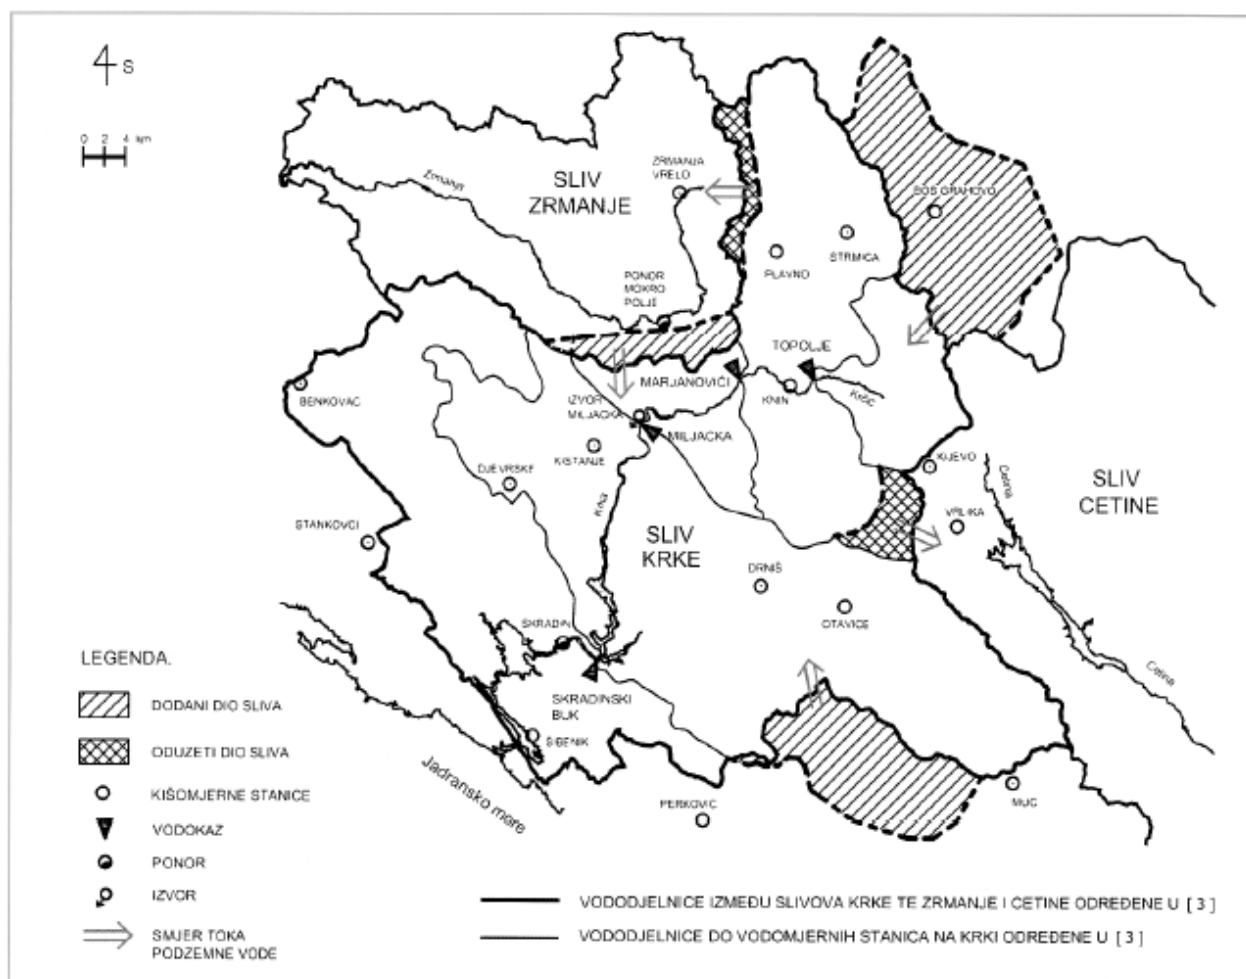 S
0 2 4 km
ZRMANJA
VRELO
SLIV
ZRMANJE
Zrmanja
BOS GRAHOVO
STRMICA
PLAVNO
PONOR
MOKRO
POLJE
TOPOLJE
MARJANOVIĆI
KNIN
Krčić
BENKOVAC
IZVOR
MILJACKA
MILJACKA
KISTANJE
DJEVRSKE
Krka
KIJEVO
Cetina
SLIV
CETINE
VRLIKA
STANKOVCI
SLIV
KRKE
DRNIŠ
OTAVICE
SKRADIN
Cetina
SKRADINSKI
BUK
ŠIBENIK
Jadransko more
PERKOVIĆ
MUĆ
LEGENDA.
DODANI DIO SLIVA
ODUZETI DIO SLIVA
KIŠOMJERNE STANICE
VODOKAZ
PONOR
IZVOR
SMJER TOKA
PODZEMNE VODE
VODODJELNICE IZMEĐU SLIVOVA KRKE TE ZRMANJE I CETINE ODREĐENE U [ 3 ]
VODODJELNICE DO VODOMJERNIH STANICA NA KRKI ODREĐENE U [ 3 ]